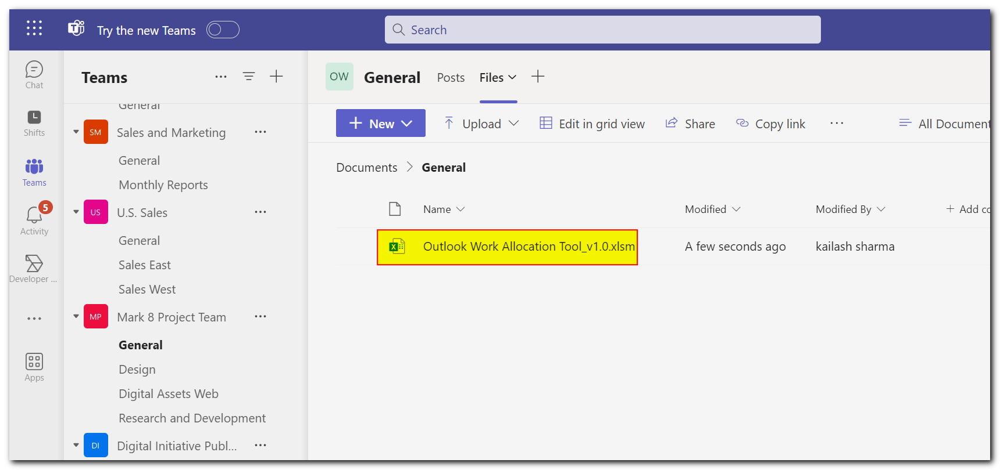 Try the new Teams
Search
Chat
Shifts
Teams
5
Activity
Developer ...
Apps
Teams
General
SM Sales and Marketing
General
Monthly Reports
US U.S. Sales
General
Sales East
Sales West
MP Mark 8 Project Team
General
Design
Digital Assets Web
Research and Development
DI Digital Initiative Publ...
OW General Posts Files
New Upload Edit in grid view Share Copy link All Document
Documents > General
Name Modified Modified By + Add co
Outlook Work Allocation Tool_v1.0.xlsm A few seconds ago kailash sharma